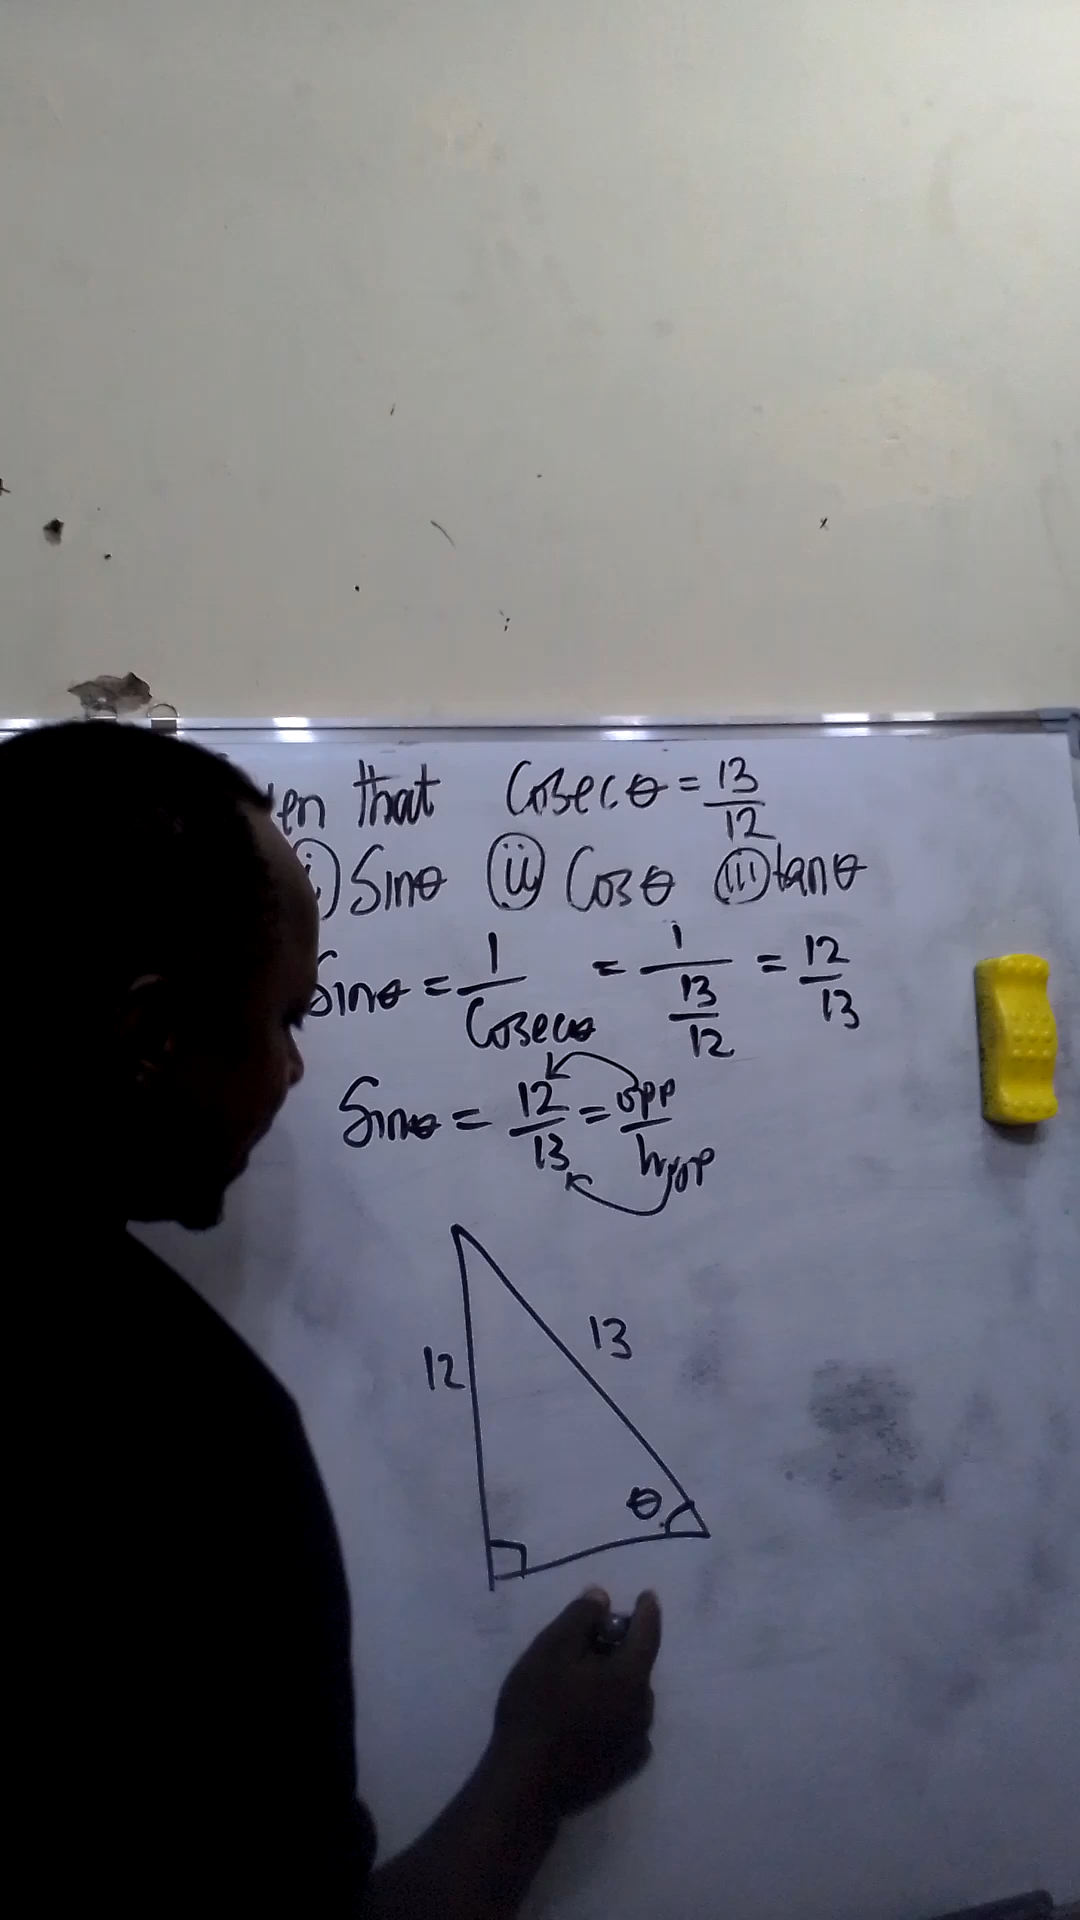 that Cosecθ = 13/12
i) Sinθ ii) Cosθ iii) tanθ
Sinθ = 1/Cosecθ = 1/(13/12) = 12/13
Sinθ = 12/13 = opp/hyp
13
12
θ